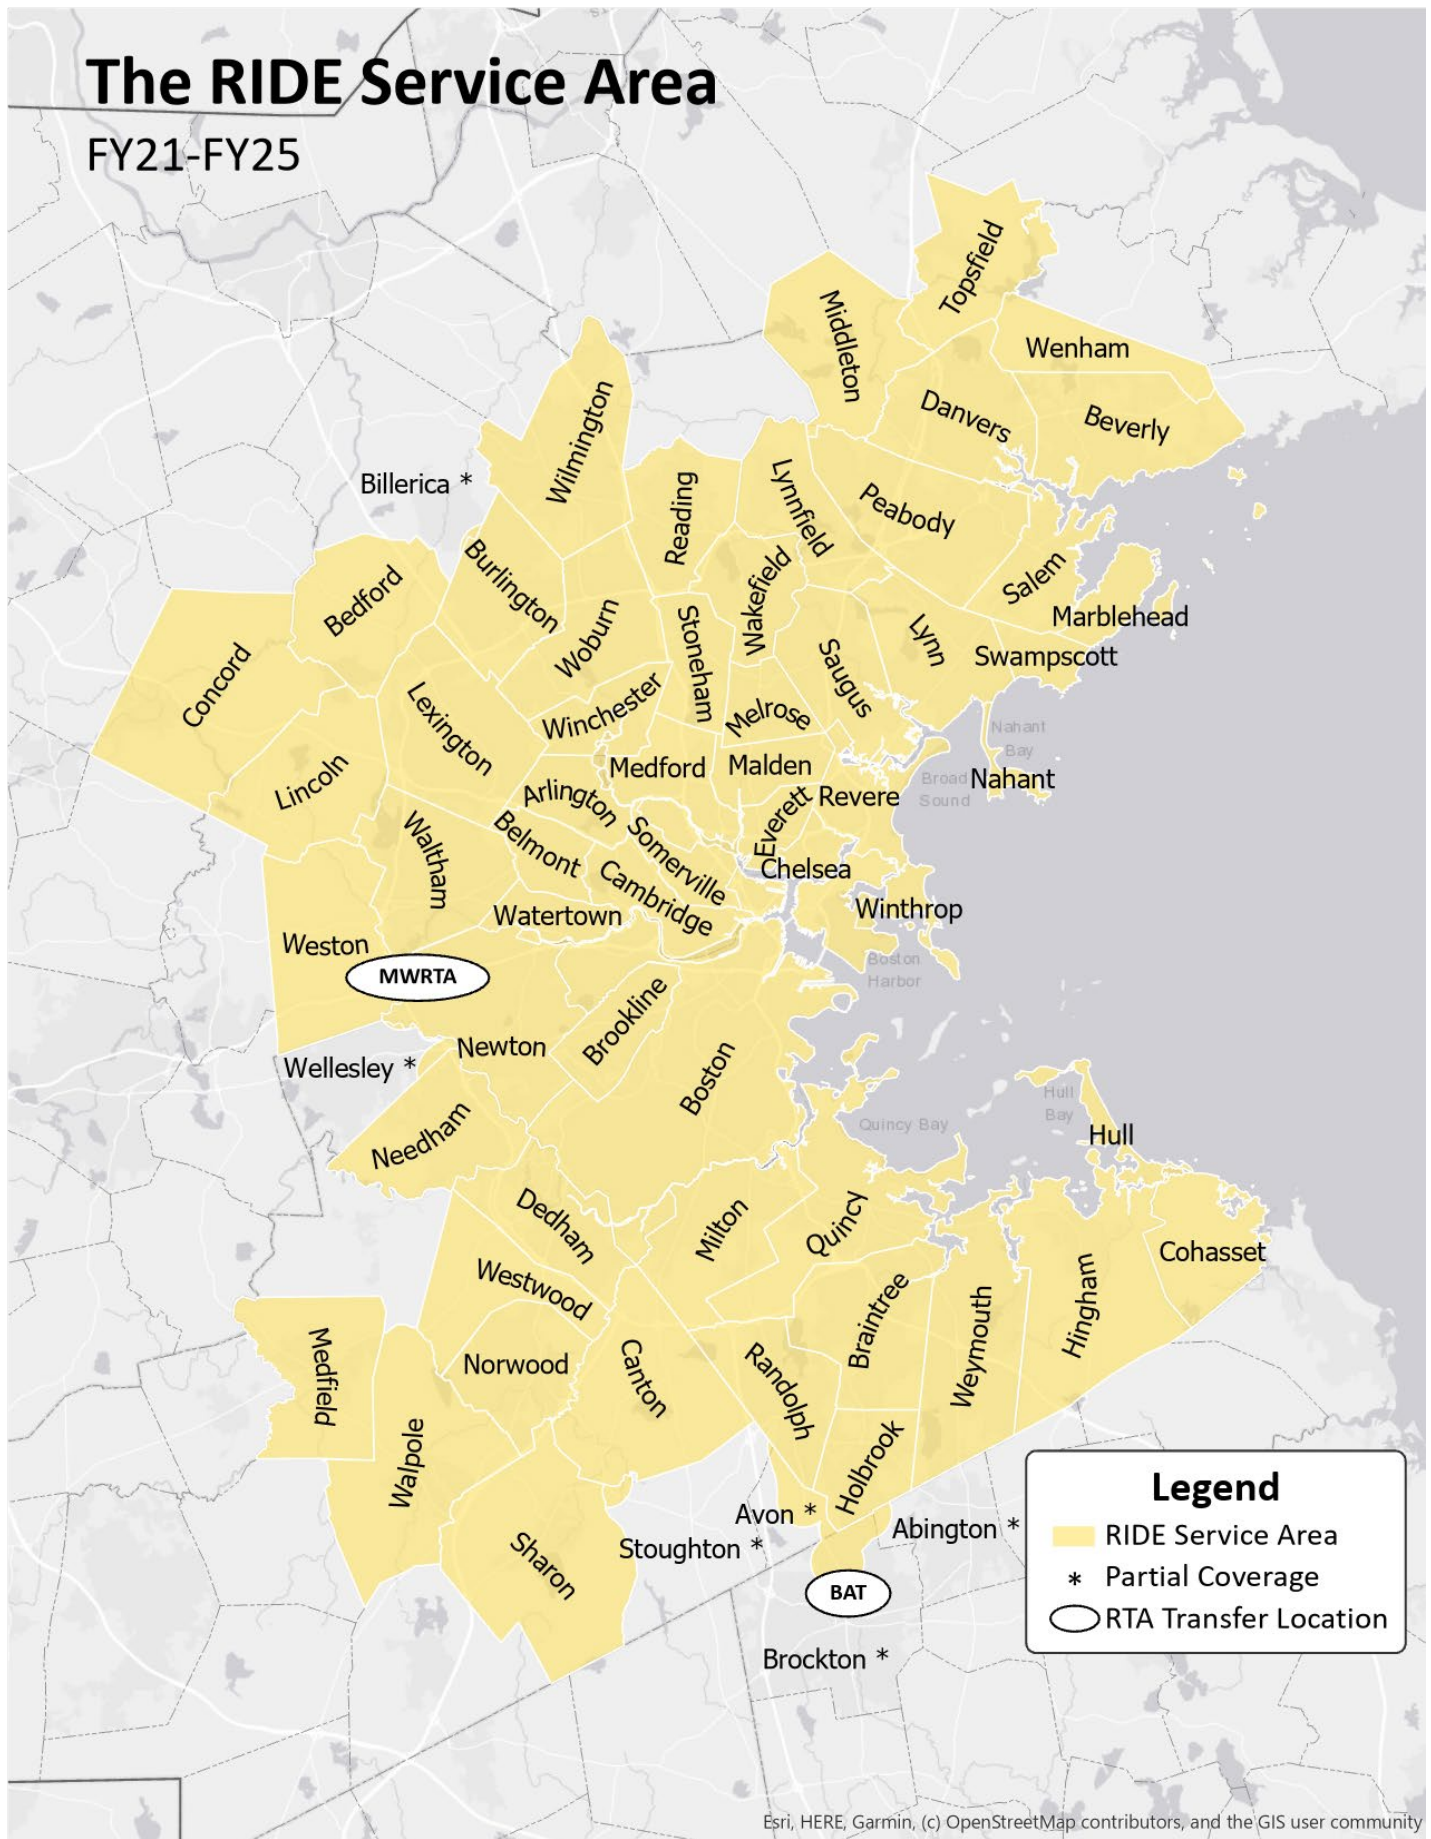 The RIDE Service Area
FY21-FY25
Topsfield
Middleton
Wenham
Danvers
Beverly
Wilmington
Billerica *
Reading
Lynnfield
Peabody
Burlington
Bedford
Wakefield
Salem
Marblehead
Woburn
Stoneham
Lynn
Swampscott
Concord
Saugus
Winchester
Lexington
Melrose
Nahant
Bay
Medford
Malden
Lincoln
Broad
Sound
Nahant
Arlington
Everett
Revere
Belmont
Somerville
Waltham
Cambridge
Chelsea
Watertown
Winthrop
Weston
MWRTA
Boston
Harbor
Brookline
Newton
Wellesley *
Boston
Hull
Bay
Quincy Bay
Needham
Hull
Dedham
Milton
Quincy
Cohasset
Westwood
Hingham
Braintree
Weymouth
Medfield
Norwood
Canton
Randolph
Walpole
Holbrook
Avon *
Abington *
Stoughton *
Sharon
BAT
Brockton *
Legend
RIDE Service Area
* Partial Coverage
RTA Transfer Location
Esri, HERE, Garmin, (c) OpenStreetMap contributors, and the GIS user community